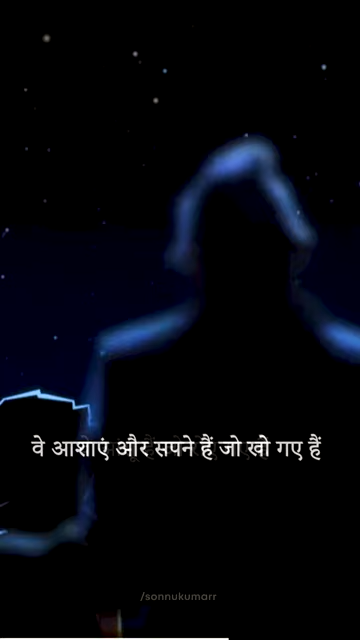 वे आशाएं और सपने हैं जो खो गए हैं
/sonnukumarr